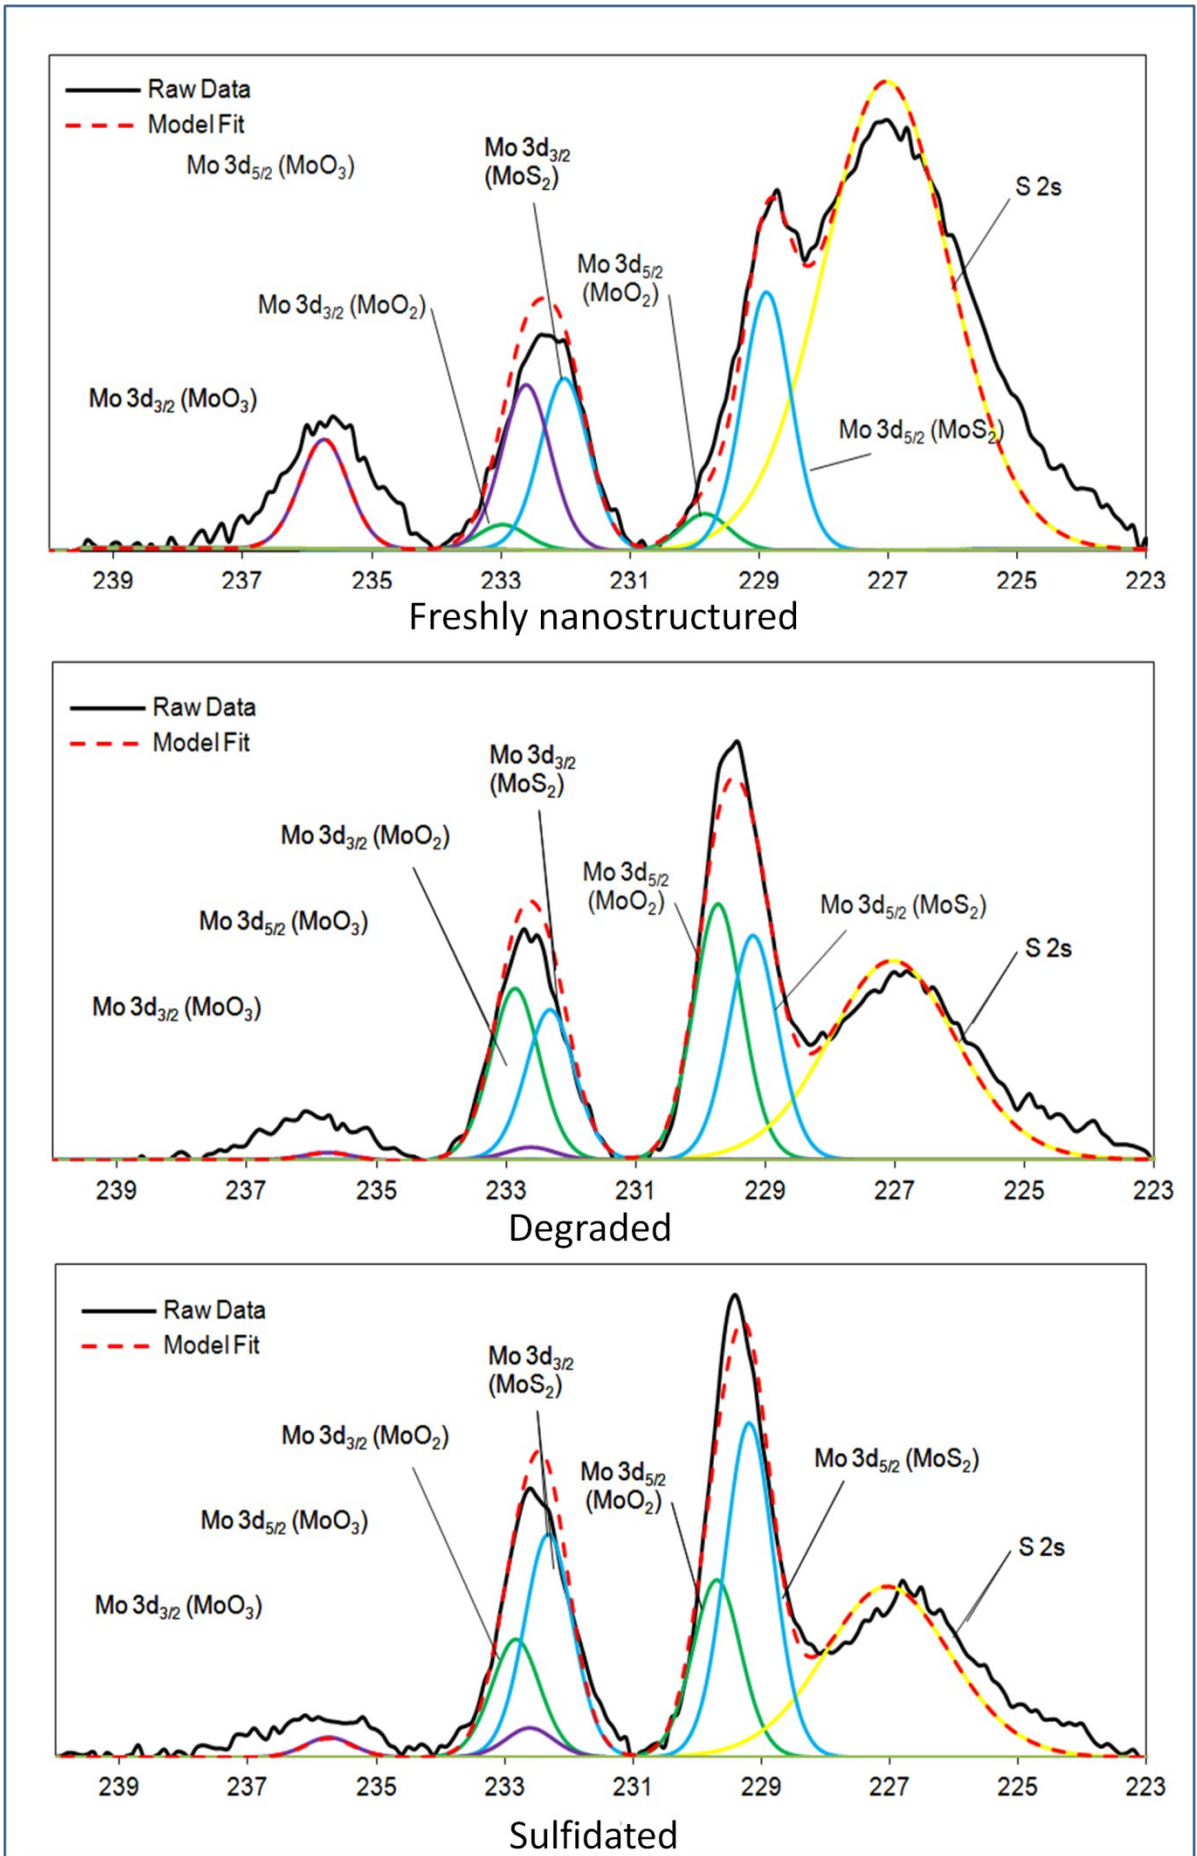 Raw Data
Model Fit
Mo 3d5/2 (MoO3)
Mo 3d3/2
(MoS2)
S 2s
Mo 3d5/2
(MoO2)
Mo 3d3/2 (MoO2)
Mo 3d3/2 (MoO3)
Mo 3d5/2 (MoS2)
239 237 235 233 231 229 227 225 223
Freshly nanostructured
Raw Data
Model Fit
Mo 3d3/2
(MoS2)
Mo 3d3/2 (MoO2)
Mo 3d5/2
(MoO2)
Mo 3d5/2 (MoS2)
Mo 3d5/2 (MoO3)
S 2s
Mo 3d3/2 (MoO3)
239 237 235 233 231 229 227 225 223
Degraded
Raw Data
Model Fit
Mo 3d3/2
(MoS2)
Mo 3d3/2 (MoO2)
Mo 3d5/2
(MoO2)
Mo 3d5/2 (MoS2)
Mo 3d5/2 (MoO3)
S 2s
Mo 3d3/2 (MoO3)
239 237 235 233 231 229 227 225 223
Sulfidated